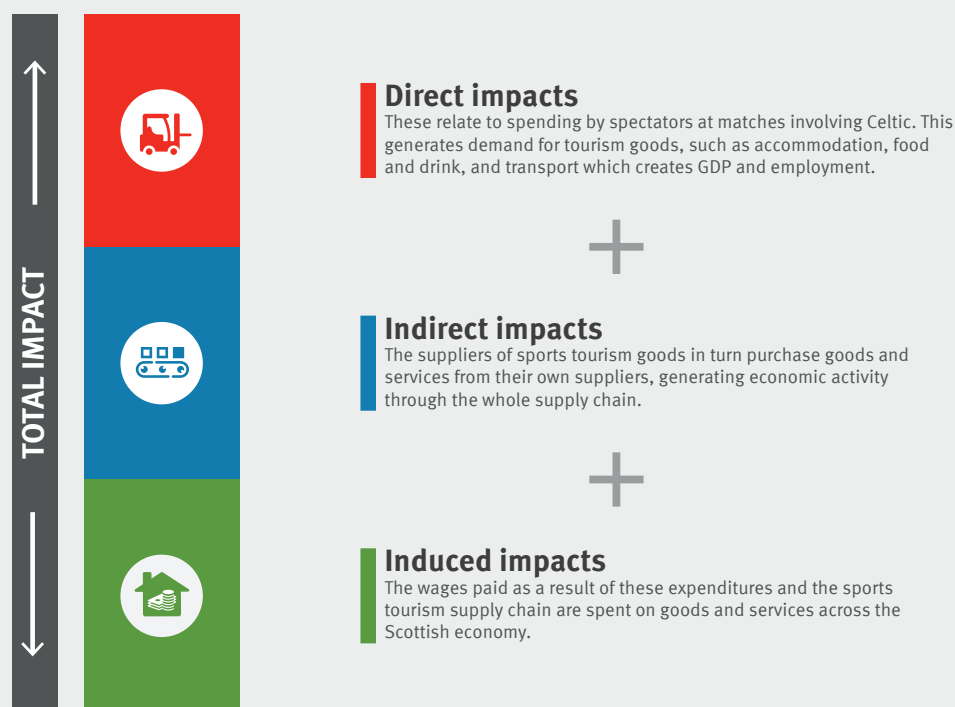 TOTAL IMPACT
Direct impacts
These relate to spending by spectators at matches involving Celtic. This
generates demand for tourism goods, such as accommodation, food
and drink, and transport which creates GDP and employment.
+
Indirect impacts
The suppliers of sports tourism goods in turn purchase goods and
services from their own suppliers, generating economic activity
through the whole supply chain.
+
Induced impacts
The wages paid as a result of these expenditures and the sports
tourism supply chain are spent on goods and services across the
Scottish economy.